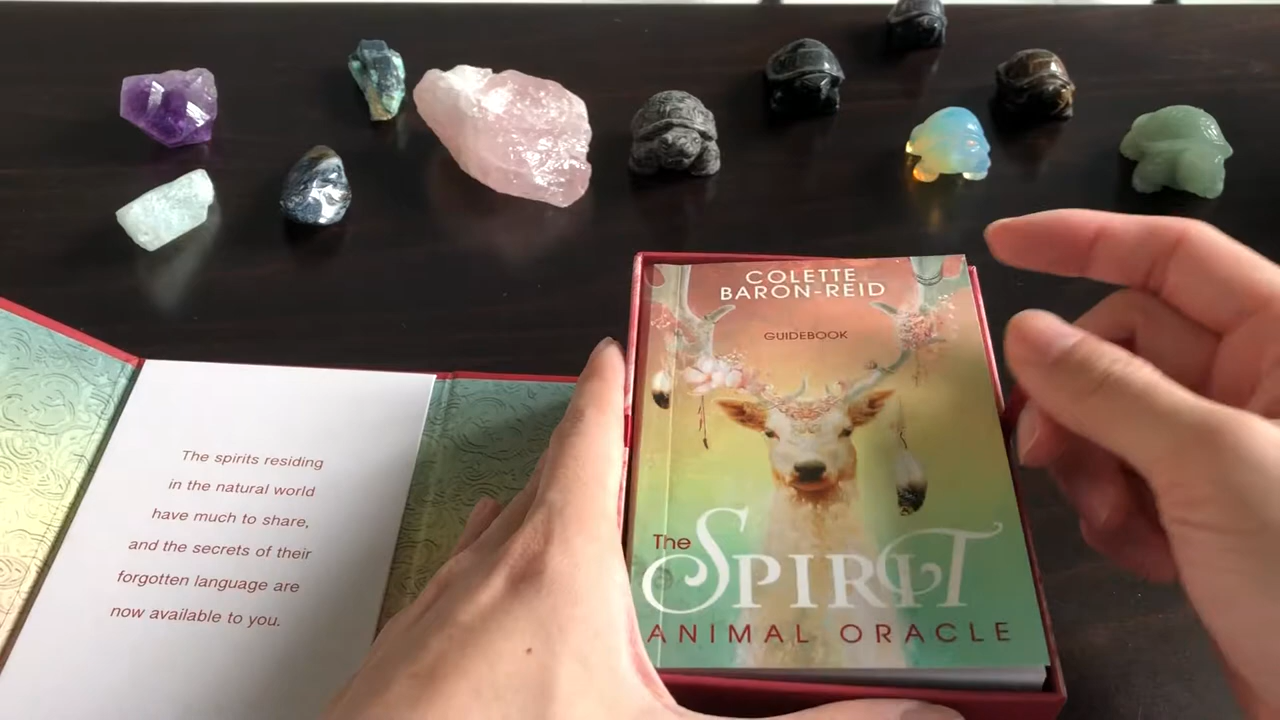 The spirits residing
in the natural world
have much to share,
and the secrets of their
forgotten language are
now available to you.
COLETTE
BARON-REID
GUIDEBOOK
The SPIRIT
ANIMAL ORACLE